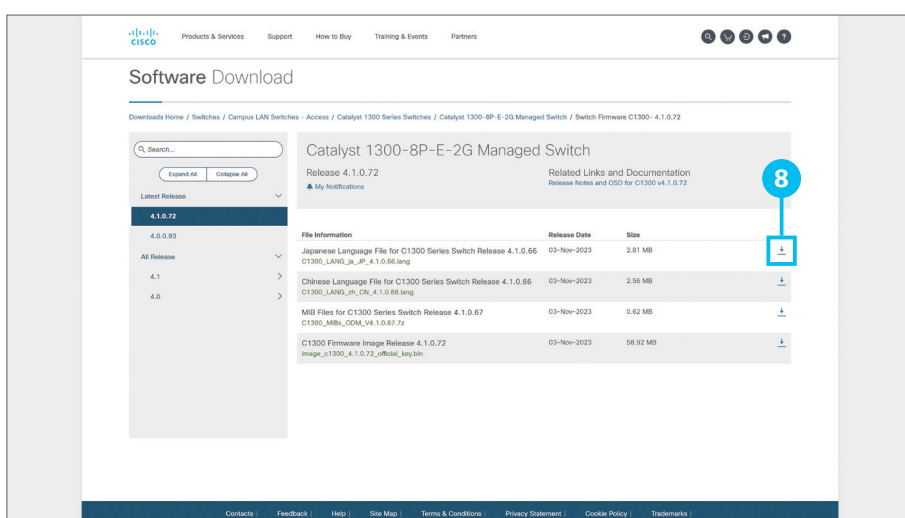 CISCO
Products & Services Support How to Buy Training & Events Partners
Software Download
Downloads Home / Switches / Campus LAN Switches - Access / Catalyst 1300 Series Switches / Catalyst 1300-8P-E-2G Managed Switch / Switch Firmware C1300- 4.1.0.72
Search...
Expand All Collapse All
Latest Release
4.1.0.72
4.0.0.93
All Release
4.1
4.0
Catalyst 1300-8P-E-2G Managed Switch
Release 4.1.0.72
My Notifications
Related Links and Documentation
Release Notes and OSD for C1300 v4.1.0.72
8
File Information Release Date Size
Japanese Language File for C1300 Series Switch Release 4.1.0.66 03-Nov-2023 2.81 MB
C1300_LANG_ja_JP_4.1.0.66.lang
Chinese Language File for C1300 Series Switch Release 4.1.0.66 03-Nov-2023 2.56 MB
C1300_LANG_zh_CN_4.1.0.66.lang
MIB Files for C1300 Series Switch Release 4.1.0.67 03-Nov-2023 0.62 MB
C1300_MIBs_ODM_V4.1.0.67.7z
C1300 Firmware Image Release 4.1.0.72 03-Nov-2023 58.92 MB
image_c1300_4.1.0.72_official_key.bin
Contacts | Feedback | Help | Site Map | Terms & Conditions | Privacy Statement | Cookie Policy | Trademarks |